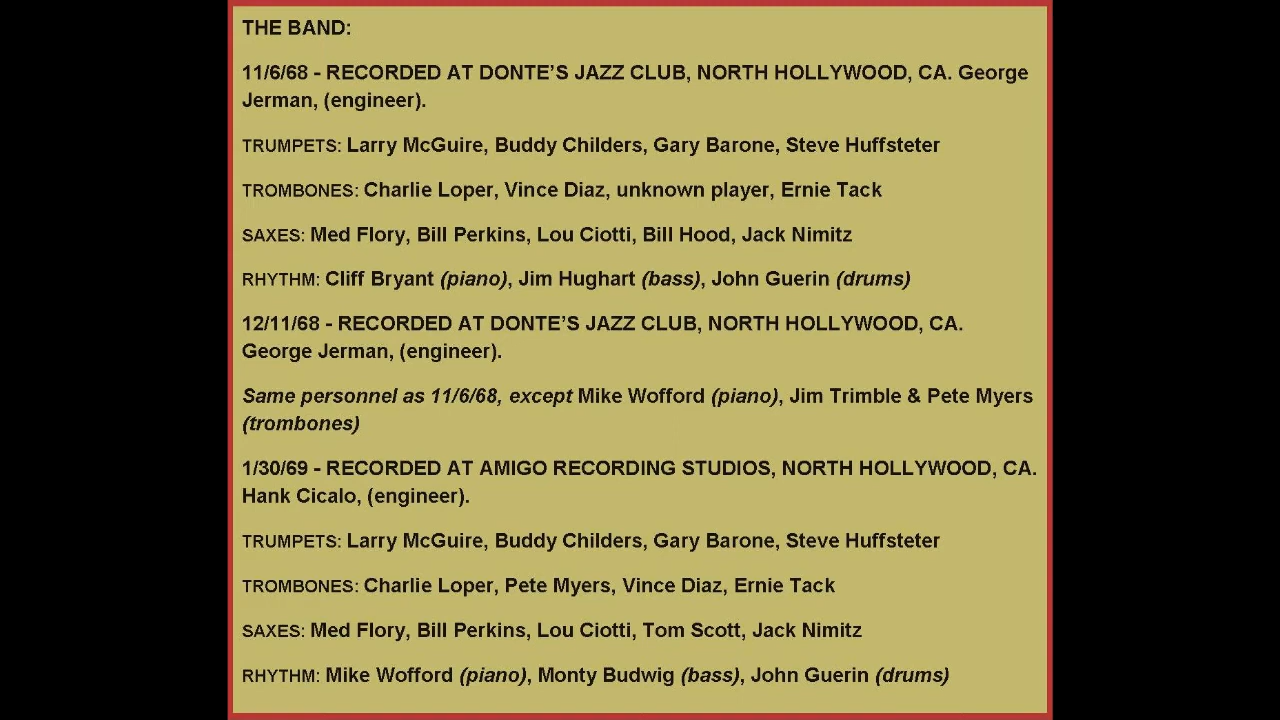 THE BAND:
11/6/68 - RECORDED AT DONTE’S JAZZ CLUB, NORTH HOLLYWOOD, CA. George
Jerman, (engineer).
TRUMPETS: Larry McGuire, Buddy Childers, Gary Barone, Steve Huffsteter
TROMBONES: Charlie Loper, Vince Diaz, unknown player, Ernie Tack
SAXES: Med Flory, Bill Perkins, Lou Ciotti, Bill Hood, Jack Nimitz
RHYTHM: Cliff Bryant (piano), Jim Hughart (bass), John Guerin (drums)
12/11/68 - RECORDED AT DONTE’S JAZZ CLUB, NORTH HOLLYWOOD, CA.
George Jerman, (engineer).
Same personnel as 11/6/68, except Mike Wofford (piano), Jim Trimble & Pete Myers
(trombones)
1/30/69 - RECORDED AT AMIGO RECORDING STUDIOS, NORTH HOLLYWOOD, CA.
Hank Cicalo, (engineer).
TRUMPETS: Larry McGuire, Buddy Childers, Gary Barone, Steve Huffsteter
TROMBONES: Charlie Loper, Pete Myers, Vince Diaz, Ernie Tack
SAXES: Med Flory, Bill Perkins, Lou Ciotti, Tom Scott, Jack Nimitz
RHYTHM: Mike Wofford (piano), Monty Budwig (bass), John Guerin (drums)